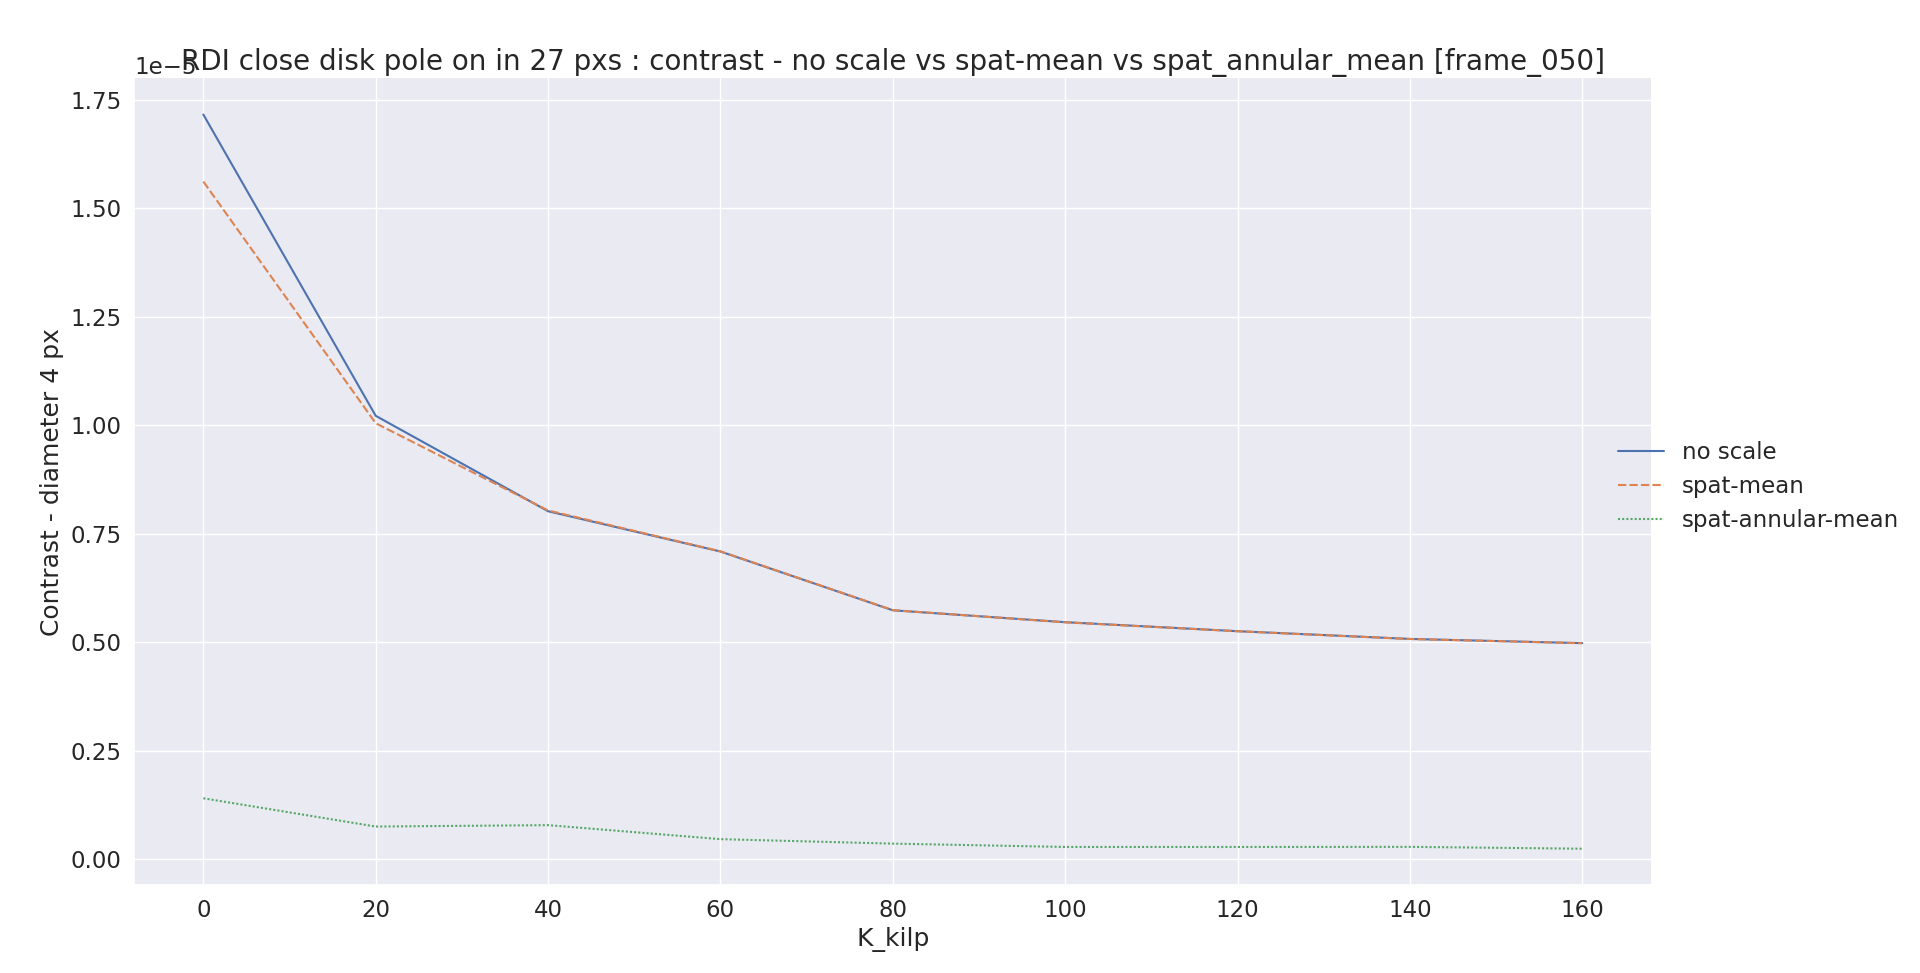 RDI close disk pole on in 27 pxs : contrast - no scale vs spat-mean vs spat_annular_mean [frame_050]
1e−5
1.75
1.50
1.25
1.00
0.75
0.50
0.25
0.00
Contrast - diameter 4 px
0 20 40 60 80 100 120 140 160
K_kilp
no scale
spat-mean
spat-annular-mean